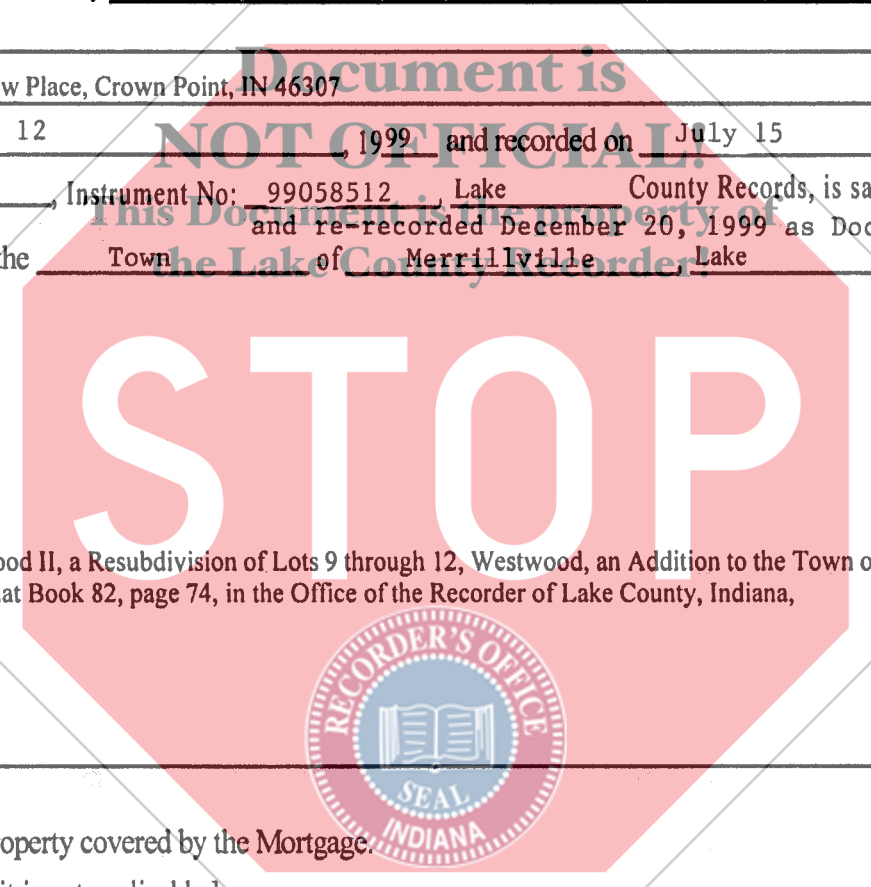 Document is
w Place, Crown Point, IN 46307
NOT OFFICIAL!
12 , 1999 and recorded on July 15
, Instrument No: 99058512 , Lake County Records, is sa
This Document is the property of
and re-recorded December 20, 1999 as Doc
the Lake County Recorder!
the Town of Merrillville , Lake
STOP
ood II, a Resubdivision of Lots 9 through 12, Westwood, an Addition to the Town o
at Book 82, page 74, in the Office of the Recorder of Lake County, Indiana,
RECORDER'S OFFICE
SEAL
INDIANA
roperty covered by the Mortgage.